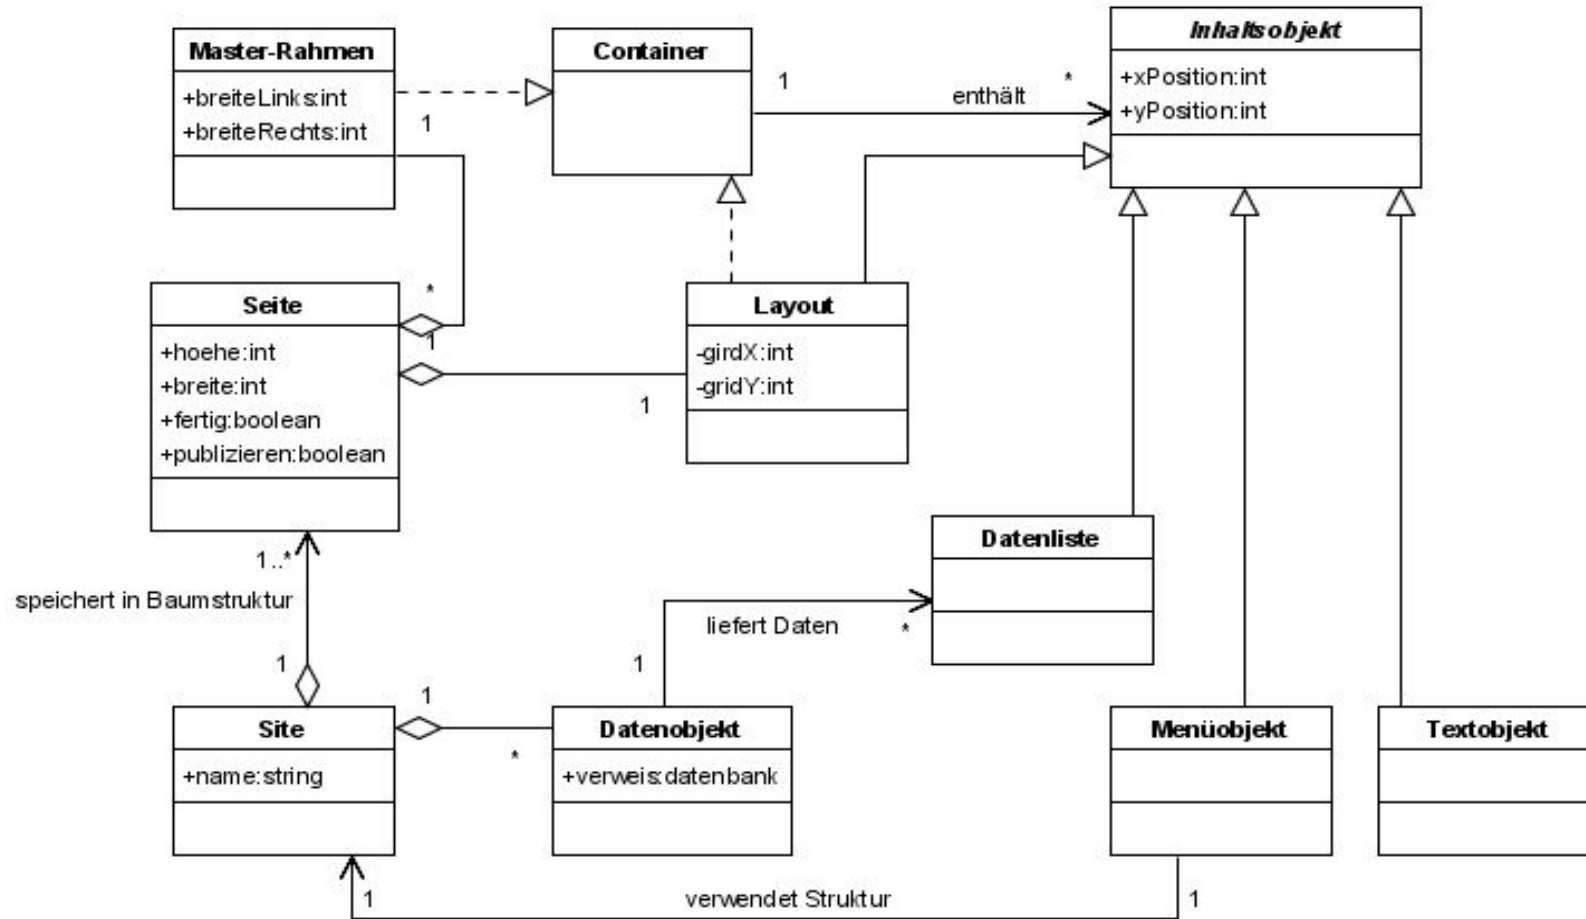 Master-Rahmen
+breiteLinks:int
+breiteRechts:int
Container
Inhaltsobjekt
+xPosition:int
+yPosition:int
1
*
enthält
1
*
1
1
Seite
+hoehe:int
+breite:int
+fertig:boolean
+publizieren:boolean
Layout
-girdX:int
-gridY:int
1
1..*
speichert in Baumstruktur
1
Datenliste
liefert Daten
*
1
Site
+name:string
1
*
Datenobjekt
+verweis:datenbank
Menüobjekt
Textobjekt
1
verwendet Struktur
1